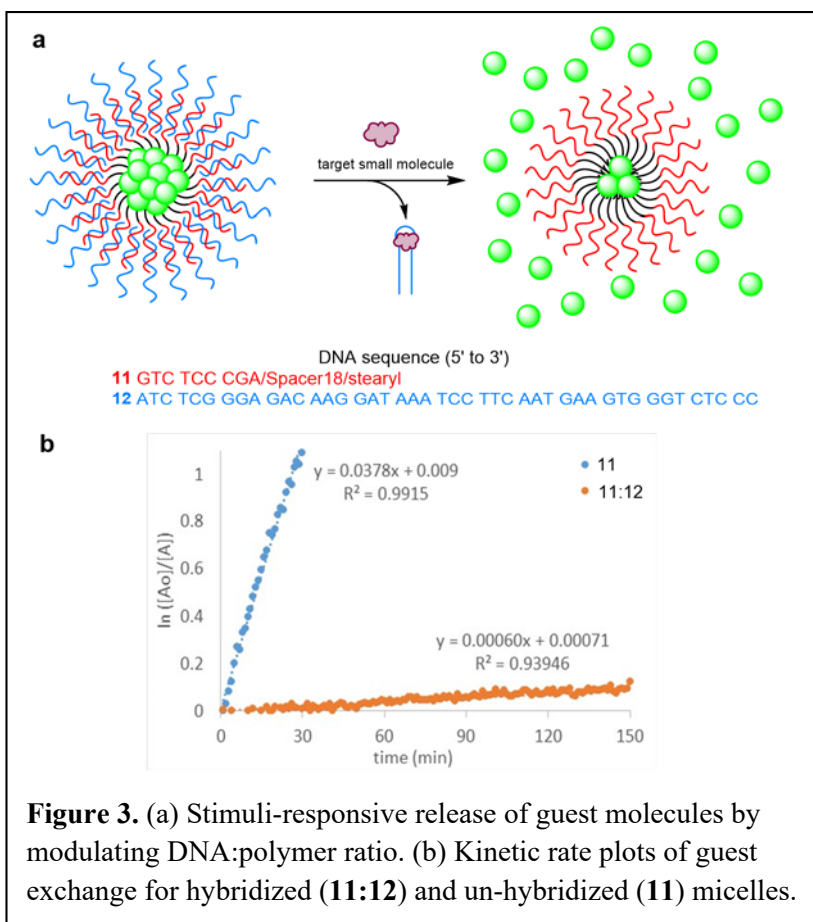 a
target small molecule
DNA sequence (5' to 3')
11 GTC TCC CGA/Spacer18/stearyl
12 ATC TCG GGA GAC AAG GAT AAA TCC TTC AAT GAA GTG GGT CTC CC
b
y = 0.0378x + 0.009
R² = 0.9915
11
11:12
y = 0.00060x + 0.00071
R² = 0.93946
ln ([Ao]/[A])
1
0.8
0.6
0.4
0.2
0
0 30 60 90 120 150
time (min)
Figure 3. (a) Stimuli-responsive release of guest molecules by
modulating DNA:polymer ratio. (b) Kinetic rate plots of guest
exchange for hybridized (11:12) and un-hybridized (11) micelles.